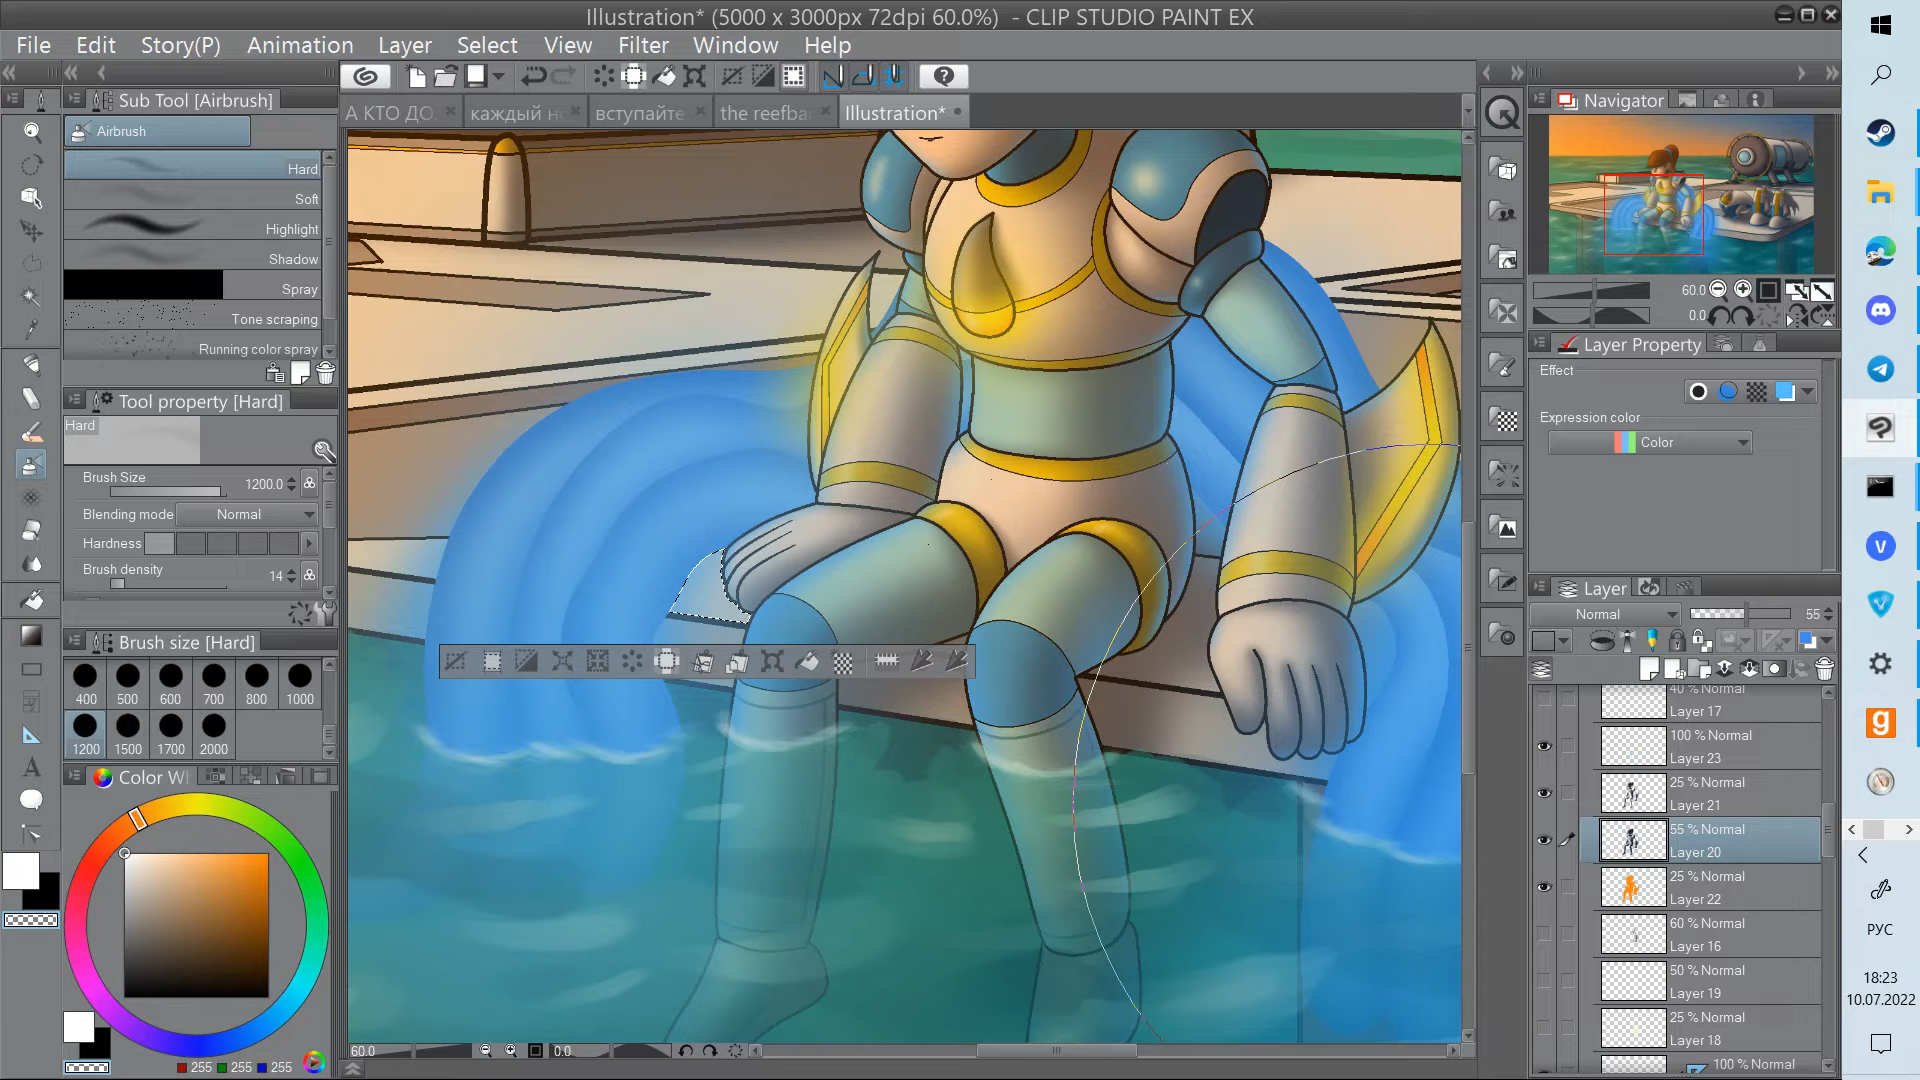 Illustration* (5000 x 3000px 72dpi 60.0%) - CLIP STUDIO PAINT EX
File Edit Story(P) Animation Layer Select View Filter Window Help
Sub Tool [Airbrush]
Airbrush
Hard
Soft
Highlight
Shadow
Spray
Tone scraping
Running color spray
Tool property [Hard]
Hard
Brush Size 1200.0
Blending mode Normal
Hardness
Brush density 14
Brush size [Hard]
400 500 600 700 800 1000
1200 1500 1700 2000
Color Wh
255 255 255
А КТО ДО. каждый н вступайте the reefba Illustration*
60.0 0.0
Navigator
60.0
0.0
Layer Property
Effect
Expression color
Color
Layer
Normal 55
40 % Normal
Layer 17
100 % Normal
Layer 23
25 % Normal
Layer 21
55 % Normal
Layer 20
25 % Normal
Layer 22
60 % Normal
Layer 16
50 % Normal
Layer 19
25 % Normal
Layer 18
100 % Normal
V
g
РУС
18:23
10.07.2022